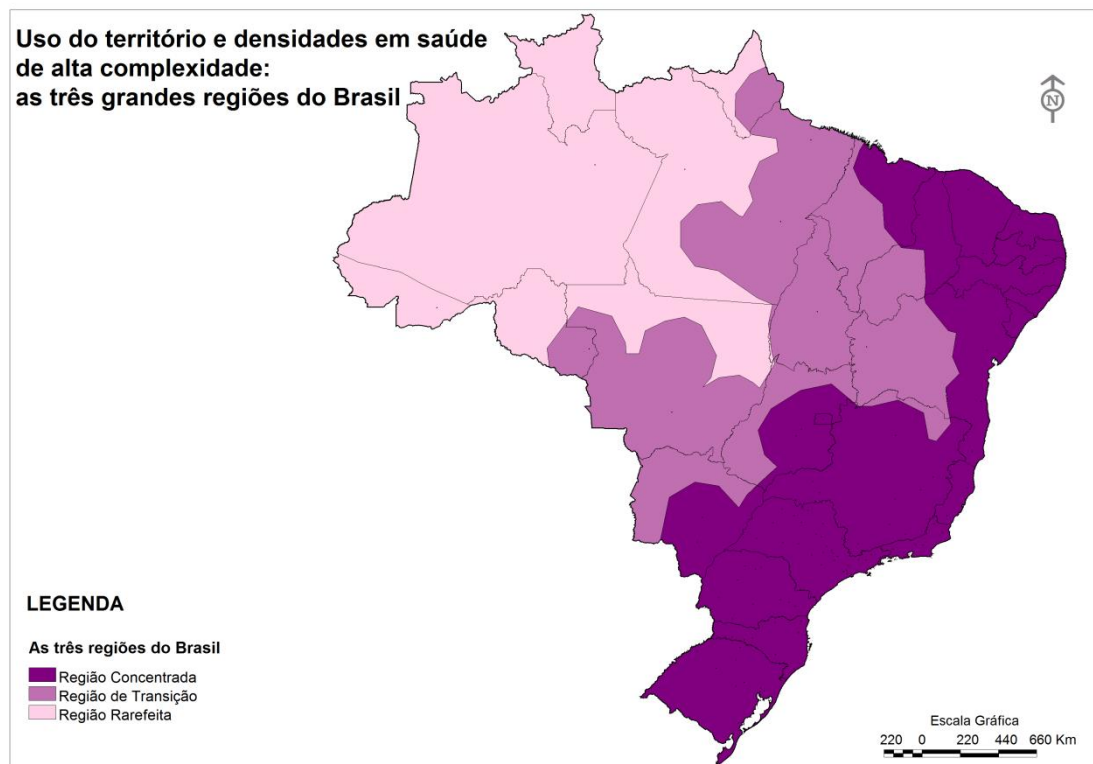 Uso do território e densidades em saúde
de alta complexidade:
as três grandes regiões do Brasil
N
LEGENDA
As três regiões do Brasil
Região Concentrada
Região de Transição
Região Rarefeita
Escala Gráfica
220 0 220 440 660 Km